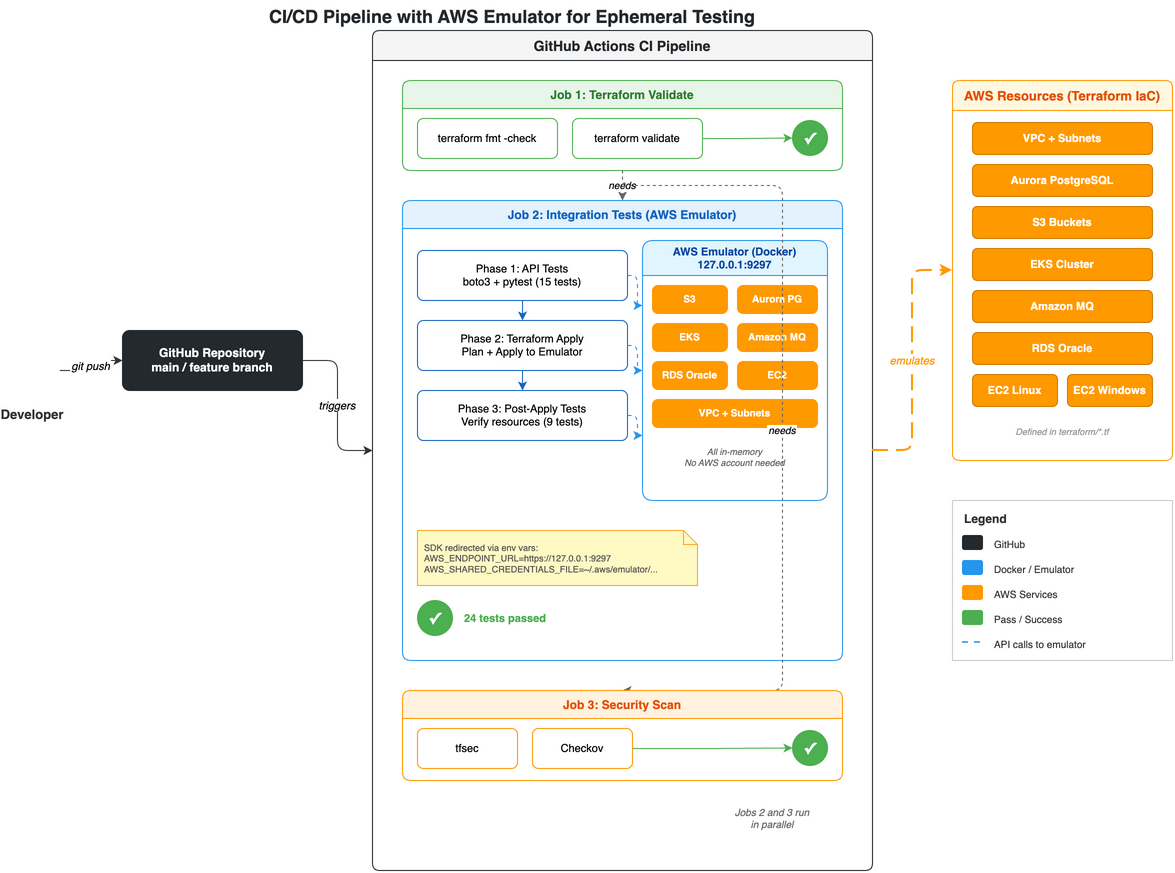 CI/CD Pipeline with AWS Emulator for Ephemeral Testing
GitHub Actions CI Pipeline
Job 1: Terraform Validate
terraform fmt -check
terraform validate
needs
Job 2: Integration Tests (AWS Emulator)
Phase 1: API Tests
boto3 + pytest (15 tests)
Phase 2: Terraform Apply
Plan + Apply to Emulator
Phase 3: Post-Apply Tests
Verify resources (9 tests)
AWS Emulator (Docker)
127.0.0.1:9297
S3
Aurora PG
EKS
Amazon MQ
RDS Oracle
EC2
VPC + Subnets
needs
All in-memory
No AWS account needed
SDK redirected via env vars:
AWS_ENDPOINT_URL=https://127.0.0.1:9297
AWS_SHARED_CREDENTIALS_FILE=~/.aws/emulator/...
24 tests passed
Job 3: Security Scan
tfsec
Checkov
Jobs 2 and 3 run
in parallel
Developer
git push
GitHub Repository
main / feature branch
triggers
emulates
AWS Resources (Terraform IaC)
VPC + Subnets
Aurora PostgreSQL
S3 Buckets
EKS Cluster
Amazon MQ
RDS Oracle
EC2 Linux
EC2 Windows
Defined in terraform/*.tf
Legend
GitHub
Docker / Emulator
AWS Services
Pass / Success
API calls to emulator